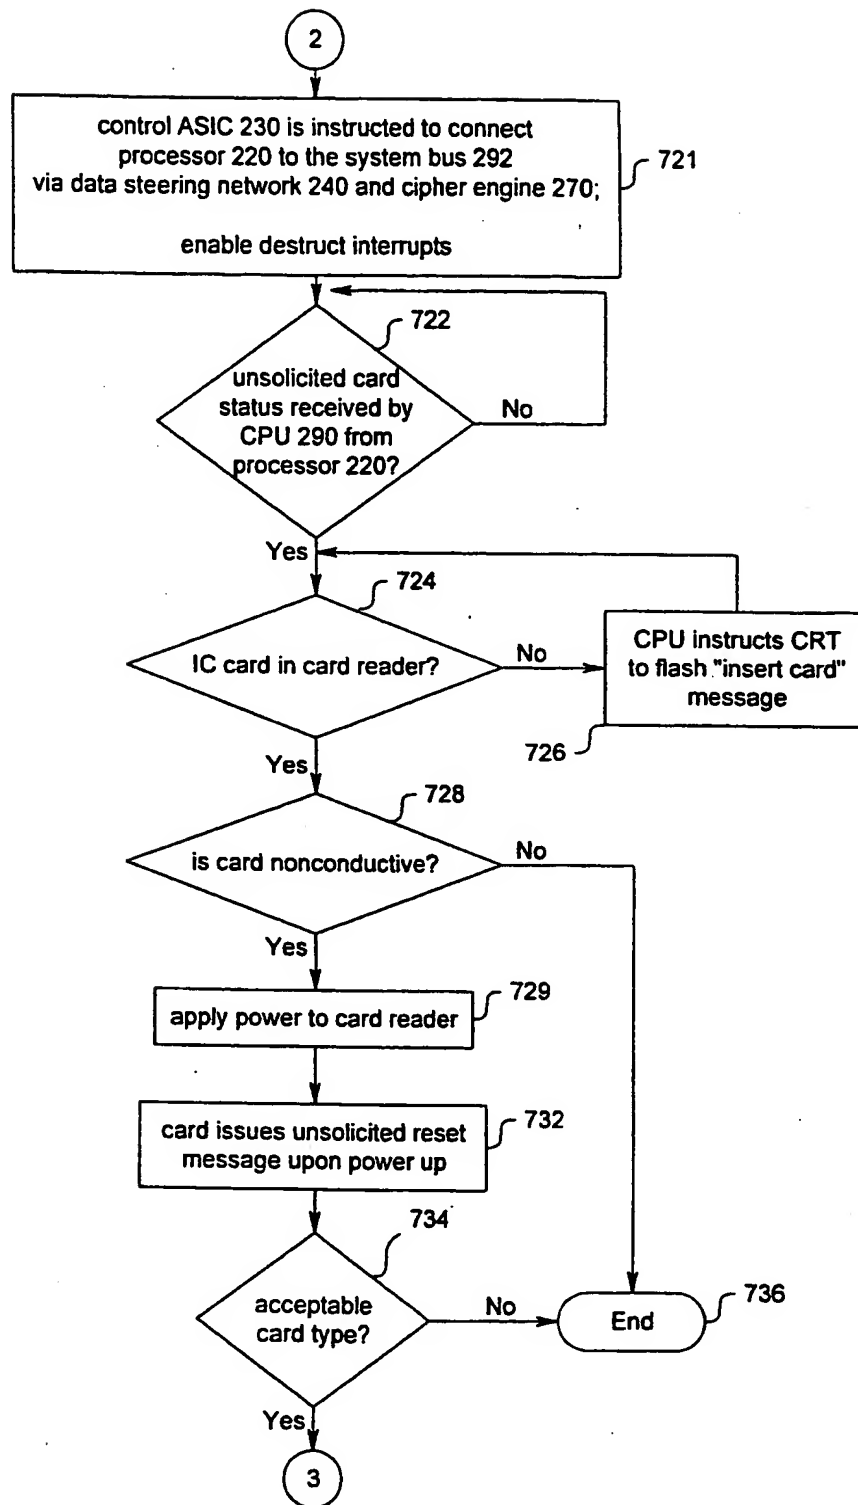 2
control ASIC 230 is instructed to connect
processor 220 to the system bus 292
via data steering network 240 and cipher engine 270;
enable destruct interrupts
721
722
unsolicited card
status received by
CPU 290 from
processor 220?
No
Yes
724
IC card in card reader?
No
CPU instructs CRT
to flash "insert card"
message
726
Yes
728
is card nonconductive?
No
Yes
729
apply power to card reader
732
card issues unsolicited reset
message upon power up
734
acceptable
card type?
No
End
736
Yes
3